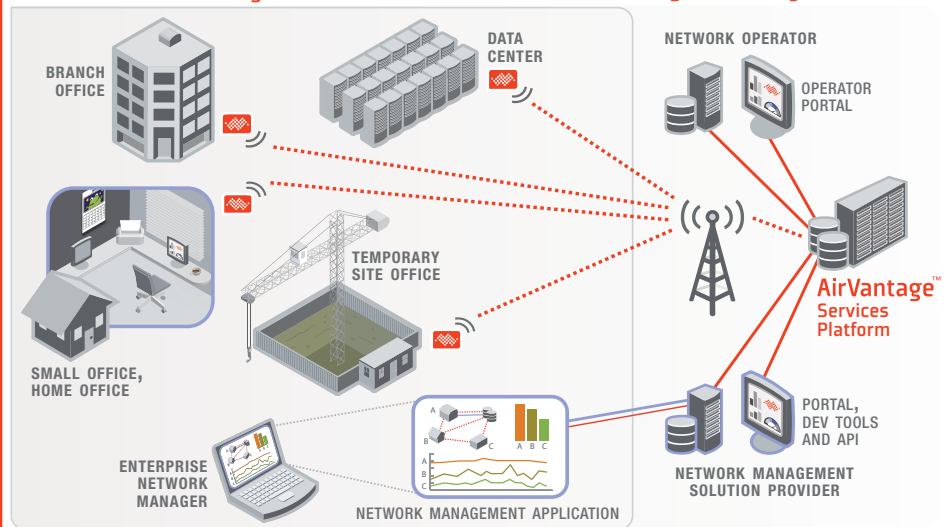 BRANCH
OFFICE
DATA
CENTER
NETWORK OPERATOR
OPERATOR
PORTAL
TEMPORARY
SITE OFFICE
AirVantage™
Services
Platform
SMALL OFFICE,
HOME OFFICE
A
B
C
A B C
A
B
C
PORTAL,
DEV TOOLS
AND API
ENTERPRISE
NETWORK
MANAGER
NETWORK MANAGEMENT APPLICATION
NETWORK MANAGEMENT
SOLUTION PROVIDER